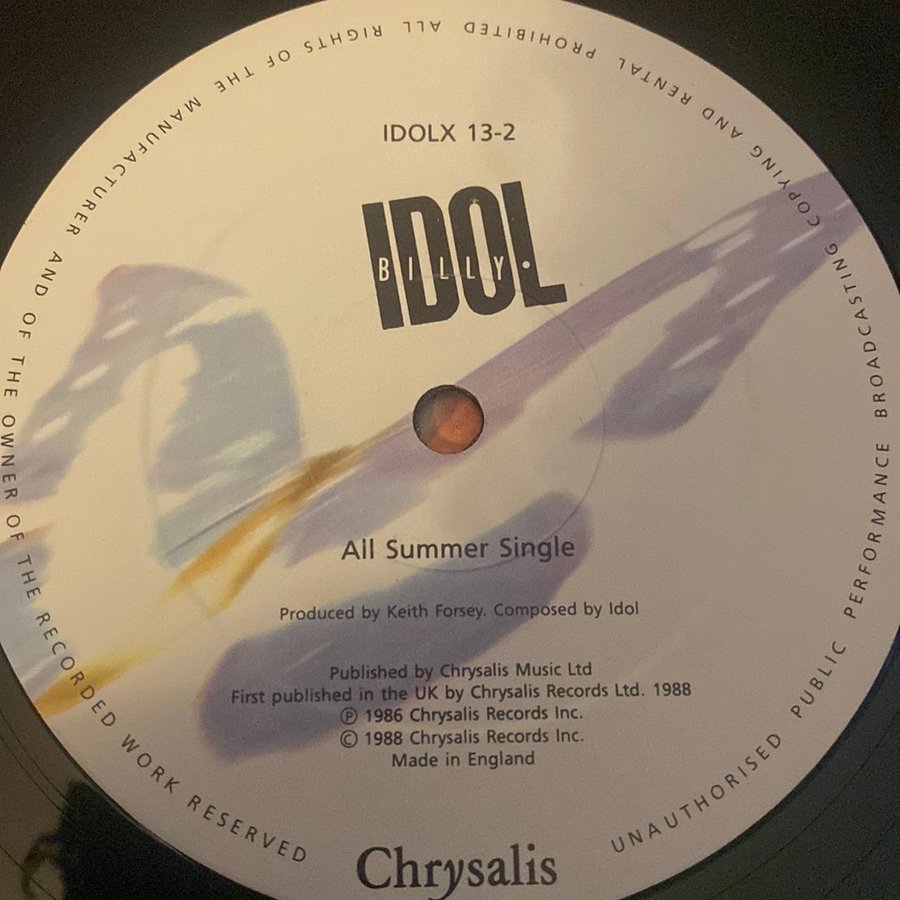 IDOLX 13-2
IDOL
BILLY•
All Summer Single
Produced by Keith Forsey. Composed by Idol
Published by Chrysalis Music Ltd
First published in the UK by Chrysalis Records Ltd. 1988
Ⓟ 1986 Chrysalis Records Inc.
© 1988 Chrysalis Records Inc.
Made in England
Chrysalis
ALL RIGHTS OF THE MANUFACTURER AND OF THE OWNER OF THE RECORDED WORK RESERVED
UNAUTHORISED PUBLIC PERFORMANCE BROADCASTING COPYING AND RENTAL PROHIBITED